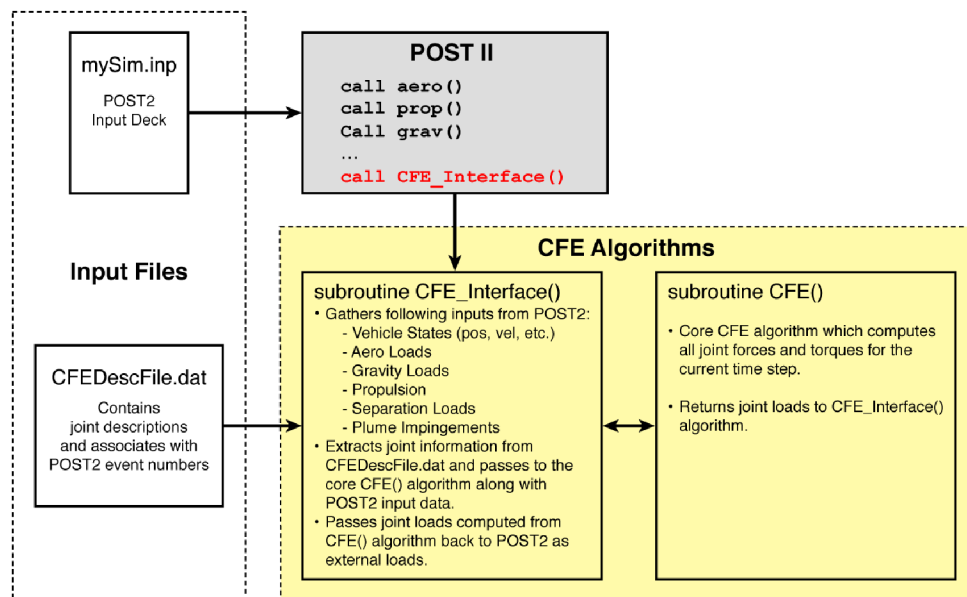 mySim.inp
POST2
Input Deck
POST II
call aero()
call prop()
Call grav()
...
call CFE_Interface()
Input Files
CFEDescFile.dat
Contains
joint descriptions
and associates with
POST2 event numbers
CFE Algorithms
subroutine CFE_Interface()
• Gathers following inputs from POST2:
- Vehicle States (pos, vel, etc.)
- Aero Loads
- Gravity Loads
- Propulsion
- Separation Loads
- Plume Impingements
• Extracts joint information from
CFEDescFile.dat and passes to the
core CFE() algorithm along with
POST2 input data.
• Passes joint loads computed from
CFE() algorithm back to POST2 as
external loads.
subroutine CFE()
• Core CFE algorithm which computes
all joint forces and torques for the
current time step.
• Returns joint loads to CFE_Interface()
algorithm.